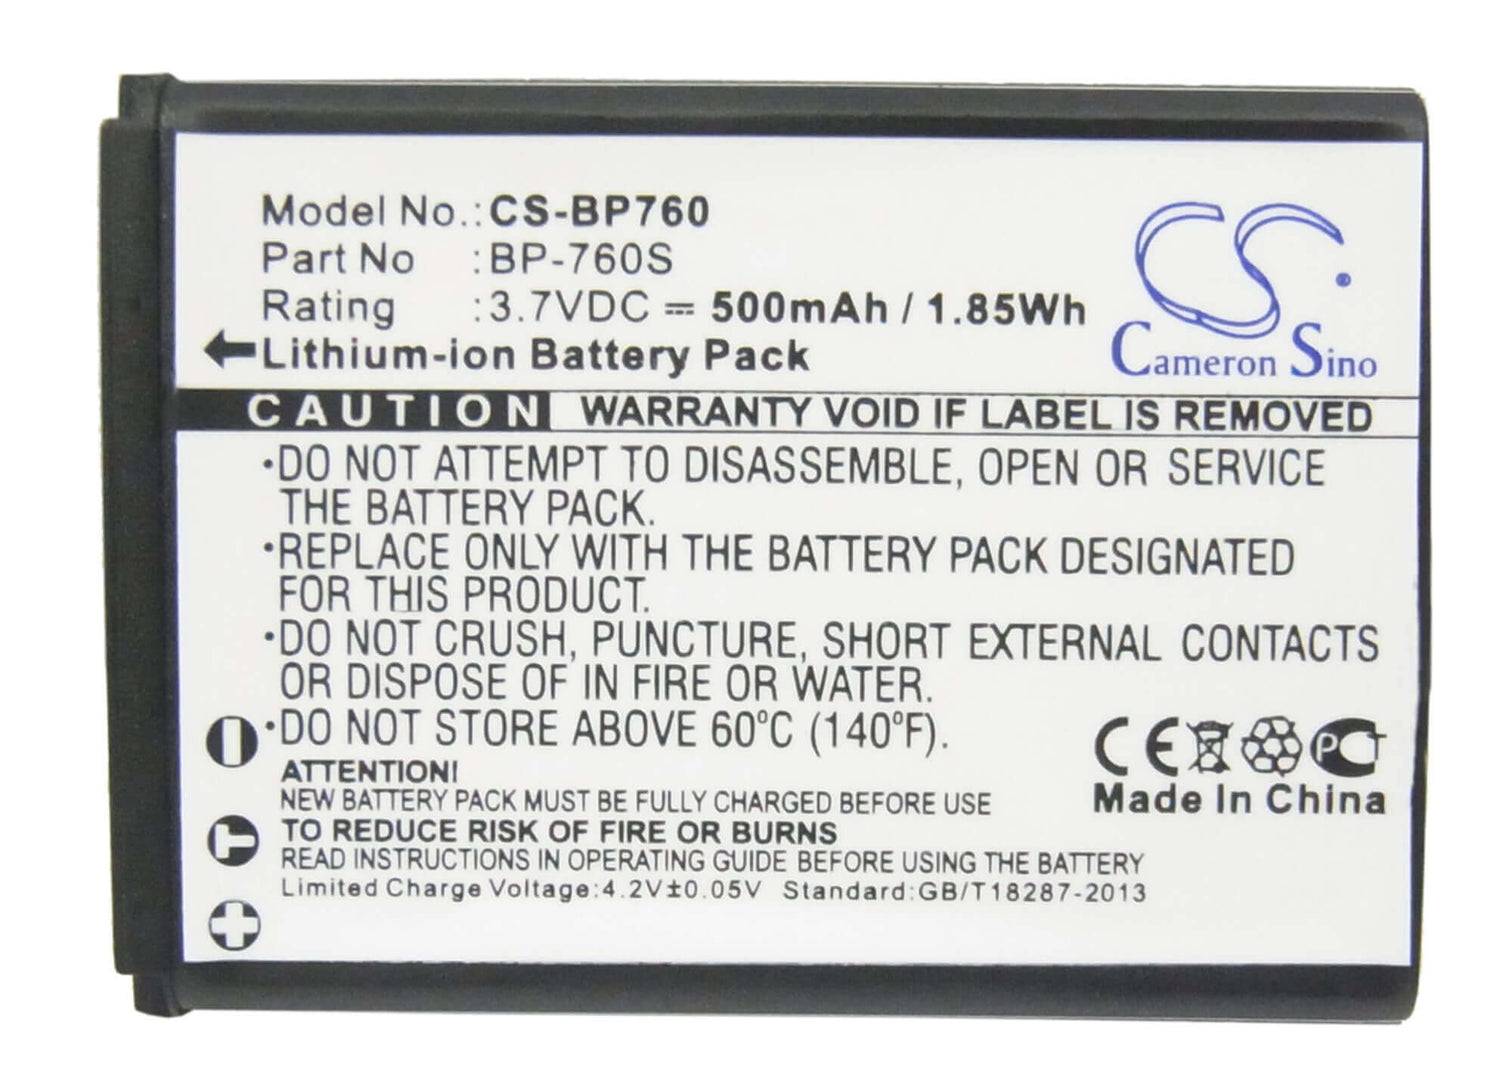 Model No.: CS-BP760
Part No : BP-760S
Rating : 3.7VDC ⎓ 500mAh / 1.85Wh
Lithium-ion Battery Pack
CS
Cameron Sino
CAUTION WARRANTY VOID IF LABEL IS REMOVED
•DO NOT ATTEMPT TO DISASSEMBLE, OPEN OR SERVICE
THE BATTERY PACK.
•REPLACE ONLY WITH THE BATTERY PACK DESIGNATED
FOR THIS PRODUCT.
•DO NOT CRUSH, PUNCTURE, SHORT EXTERNAL CONTACTS
OR DISPOSE OF IN FIRE OR WATER.
•DO NOT STORE ABOVE 60°C (140°F).
ATTENTION!
NEW BATTERY PACK MUST BE FULLY CHARGED BEFORE USE
T TO REDUCE RISK OF FIRE OR BURNS
READ INSTRUCTIONS IN OPERATING GUIDE BEFORE USING THE BATTERY
Limited Charge Voltage:4.2V±0.05V Standard:GB/T18287-2013
CE PCT
Made In China